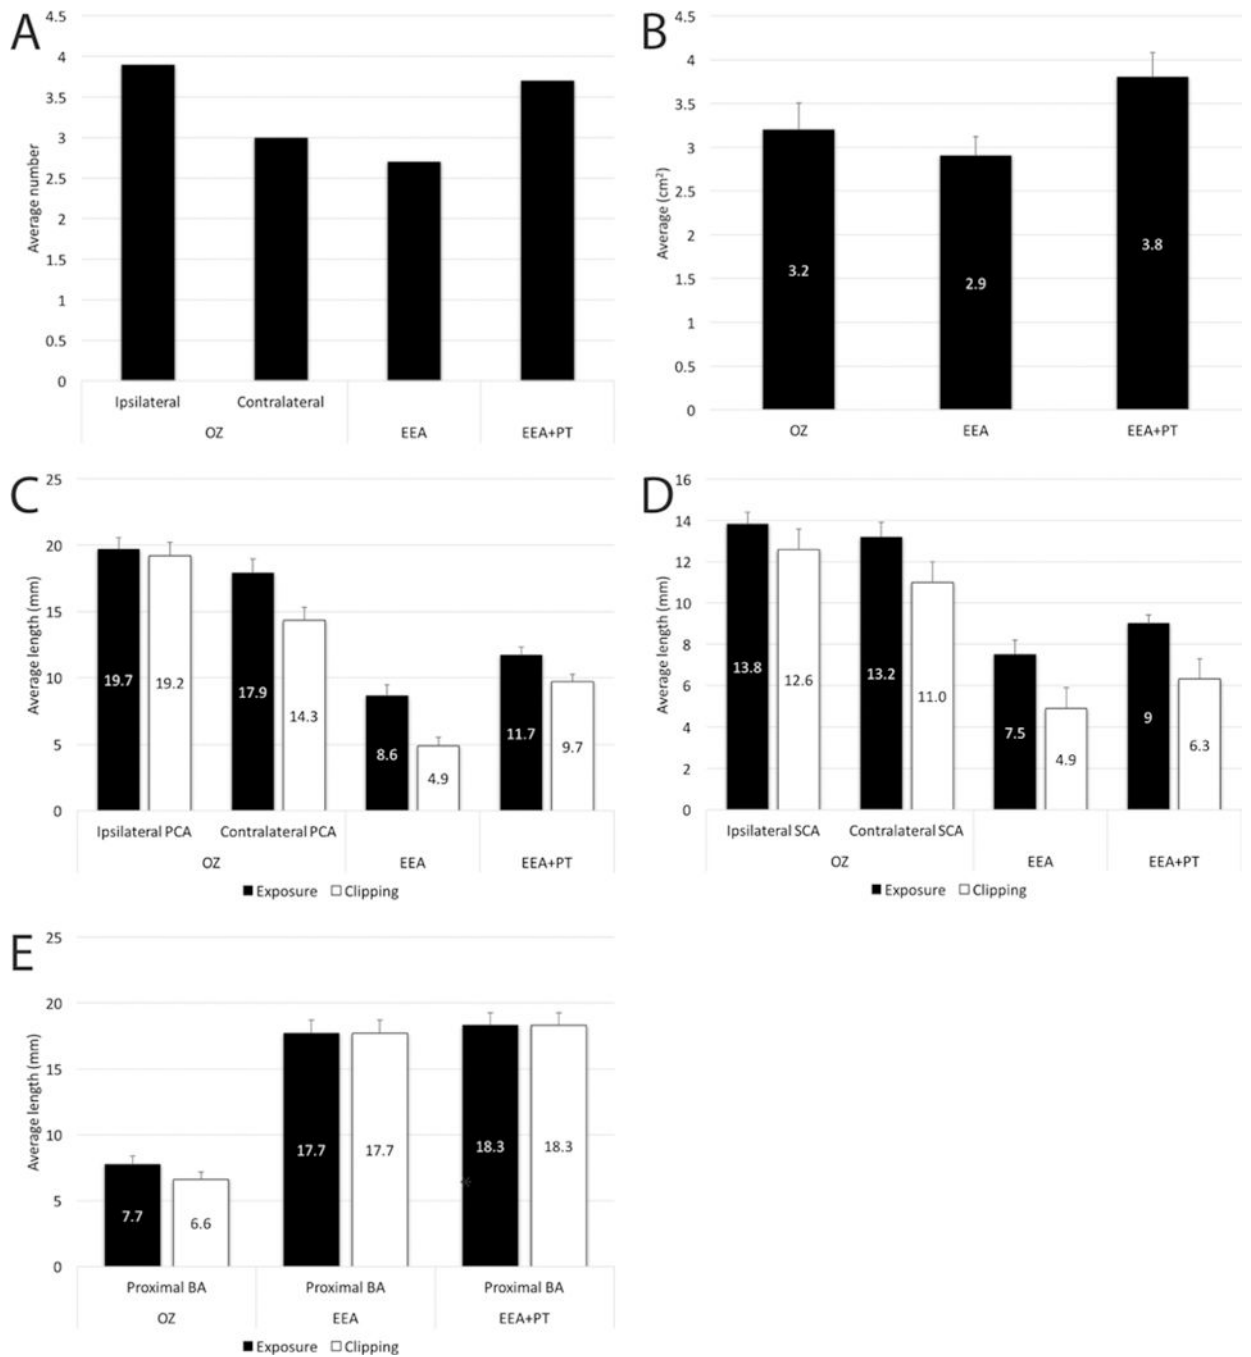 A
Average number
4.5
4
3.5
3
2.5
2
1.5
1
0.5
0
Ipsilateral
Contralateral
OZ
EEA
EEA+PT
B
Average (cm²)
4.5
4
3.5
3
2.5
2
1.5
1
0.5
0
3.2
2.9
3.8
OZ
EEA
EEA+PT
C
Average length (mm)
25
20
15
10
5
0
19.7
19.2
17.9
14.3
8.6
4.9
11.7
9.7
Ipsilateral PCA
Contralateral PCA
OZ
EEA
EEA+PT
Exposure
Clipping
D
Average length (mm)
16
14
12
10
8
6
4
2
0
13.8
12.6
13.2
11.0
7.5
4.9
9
6.3
Ipsilateral SCA
Contralateral SCA
OZ
EEA
EEA+PT
Exposure
Clipping
E
Average length (mm)
25
20
15
10
5
0
7.7
6.6
17.7
17.7
18.3
18.3
Proximal BA
Proximal BA
Proximal BA
OZ
EEA
EEA+PT
Exposure
Clipping